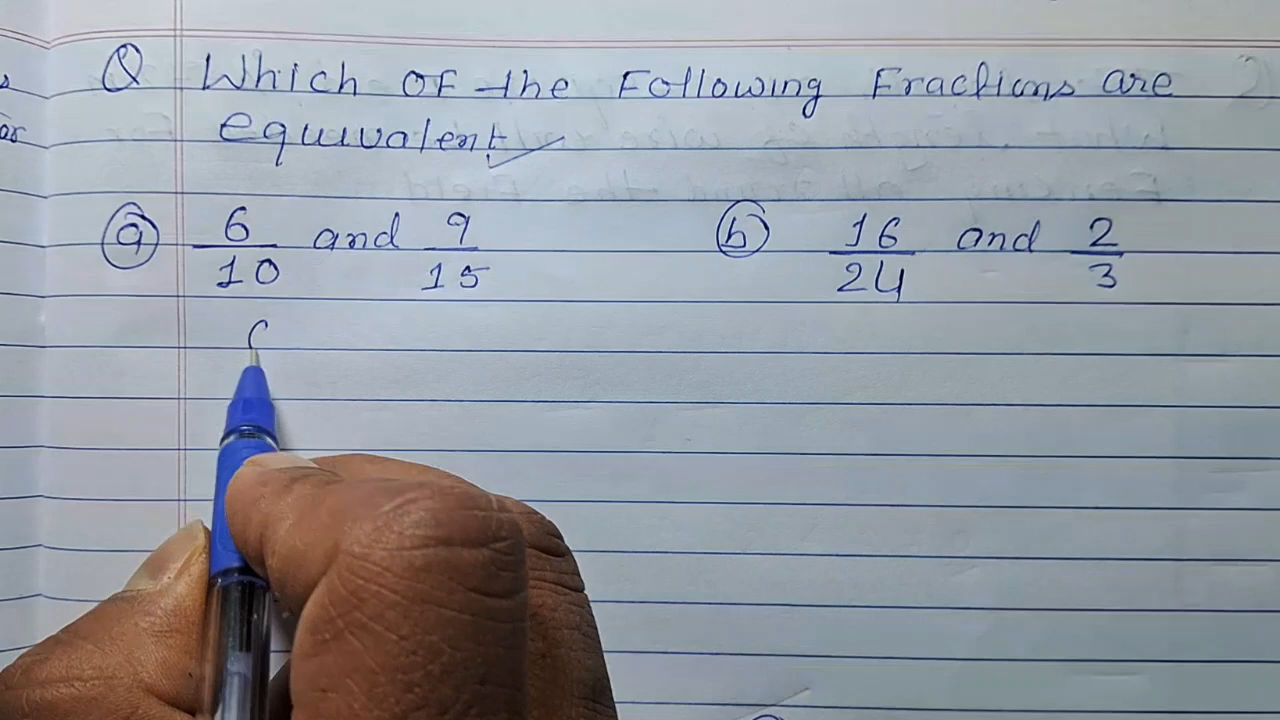 Q Which of the Following Fractions are
equivalent
(a) 6/10 and 9/15
(b) 16/24 and 2/3